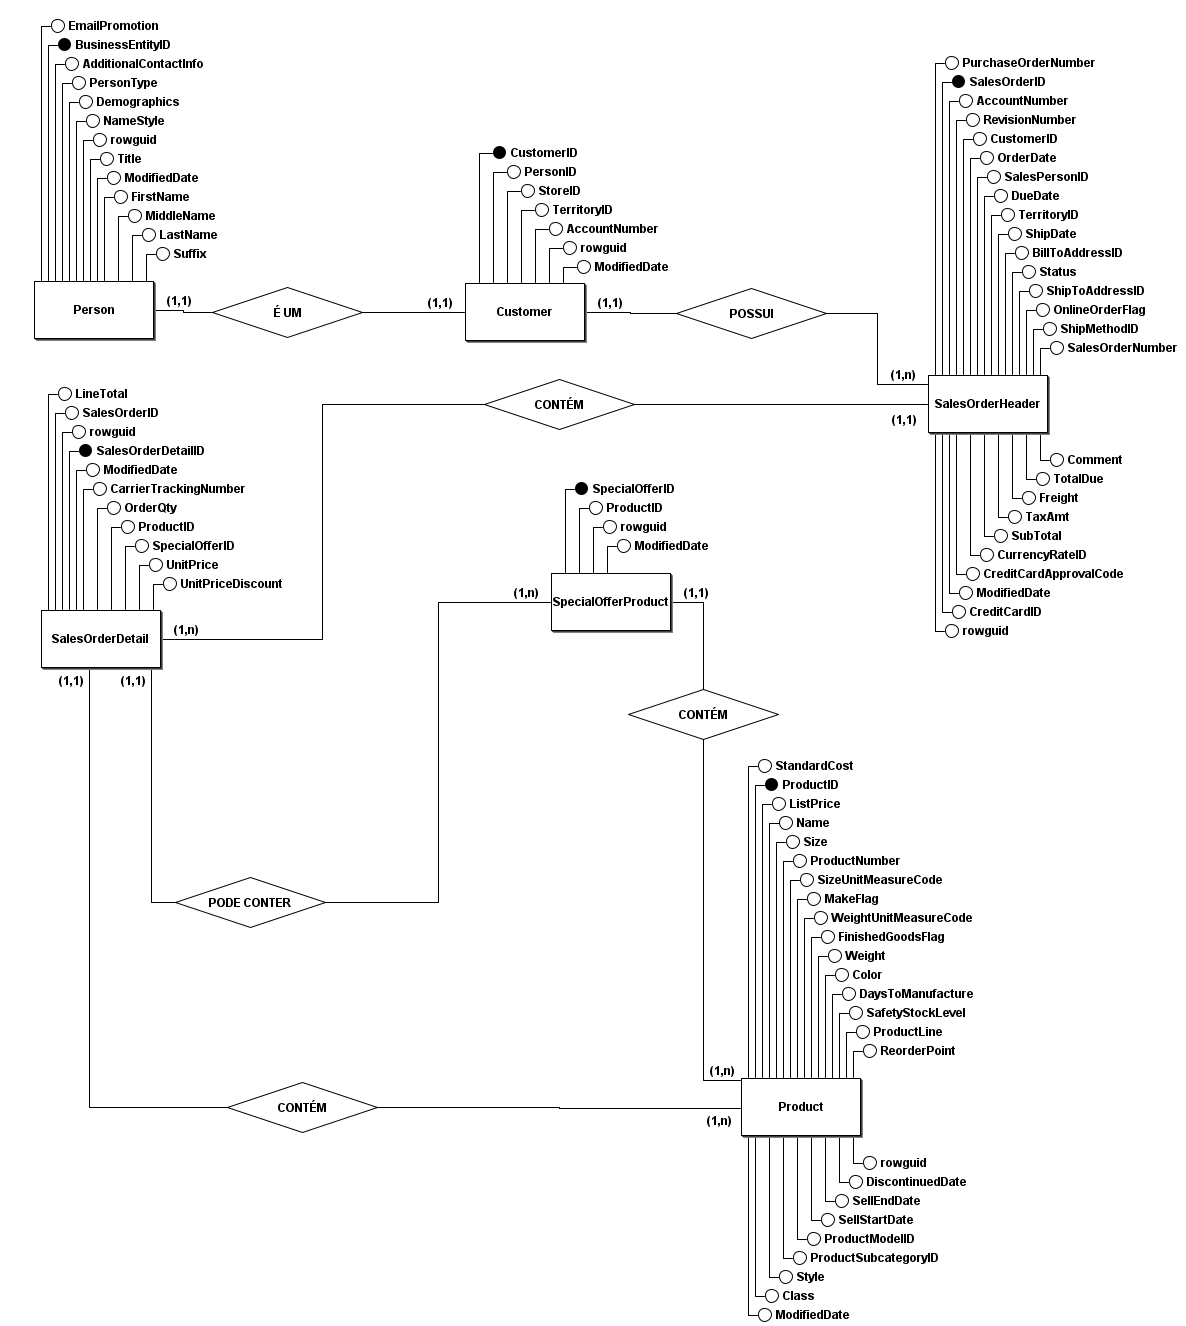 EmailPromotion
BusinessEntityID
AdditionalContactInfo
PersonType
Demographics
NameStyle
rowguid
Title
ModifiedDate
FirstName
MiddleName
LastName
Suffix
Person
(1,1)
É UM
(1,1)
CustomerID
PersonID
StoreID
TerritoryID
AccountNumber
rowguid
ModifiedDate
Customer
(1,1)
POSSUI
(1,n)
PurchaseOrderNumber
SalesOrderID
AccountNumber
RevisionNumber
CustomerID
OrderDate
SalesPersonID
DueDate
TerritoryID
ShipDate
BillToAddressID
Status
ShipToAddressID
OnlineOrderFlag
ShipMethodID
SalesOrderNumber
SalesOrderHeader
(1,1)
Comment
TotalDue
Freight
TaxAmt
SubTotal
CurrencyRateID
CreditCardApprovalCode
ModifiedDate
CreditCardID
rowguid
CONTÉM
LineTotal
SalesOrderID
rowguid
SalesOrderDetailID
ModifiedDate
CarrierTrackingNumber
OrderQty
ProductID
SpecialOfferID
UnitPrice
UnitPriceDiscount
SalesOrderDetail
(1,n)
(1,1)
(1,1)
SpecialOfferID
ProductID
rowguid
ModifiedDate
(1,n)
SpecialOfferProduct
(1,1)
CONTÉM
PODE CONTER
StandardCost
ProductID
ListPrice
Name
Size
ProductNumber
SizeUnitMeasureCode
MakeFlag
WeightUnitMeasureCode
FinishedGoodsFlag
Weight
Color
DaysToManufacture
SafetyStockLevel
ProductLine
ReorderPoint
(1,n)
CONTÉM
Product
(1,n)
rowguid
DiscontinuedDate
SellEndDate
SellStartDate
ProductModelID
ProductSubcategoryID
Style
Class
ModifiedDate